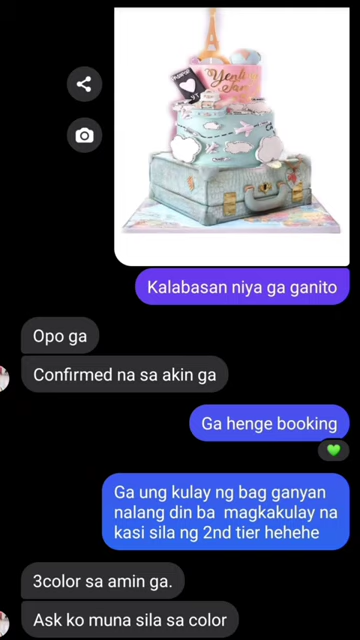 Kalabasan niya ga ganito
Opo ga
Confirmed na sa akin ga
Ga henge booking
Ga ung kulay ng bag ganyan
nalang din ba magkakulay na
kasi sila ng 2nd tier hehehe
3color sa amin ga.
Ask ko muna sila sa color